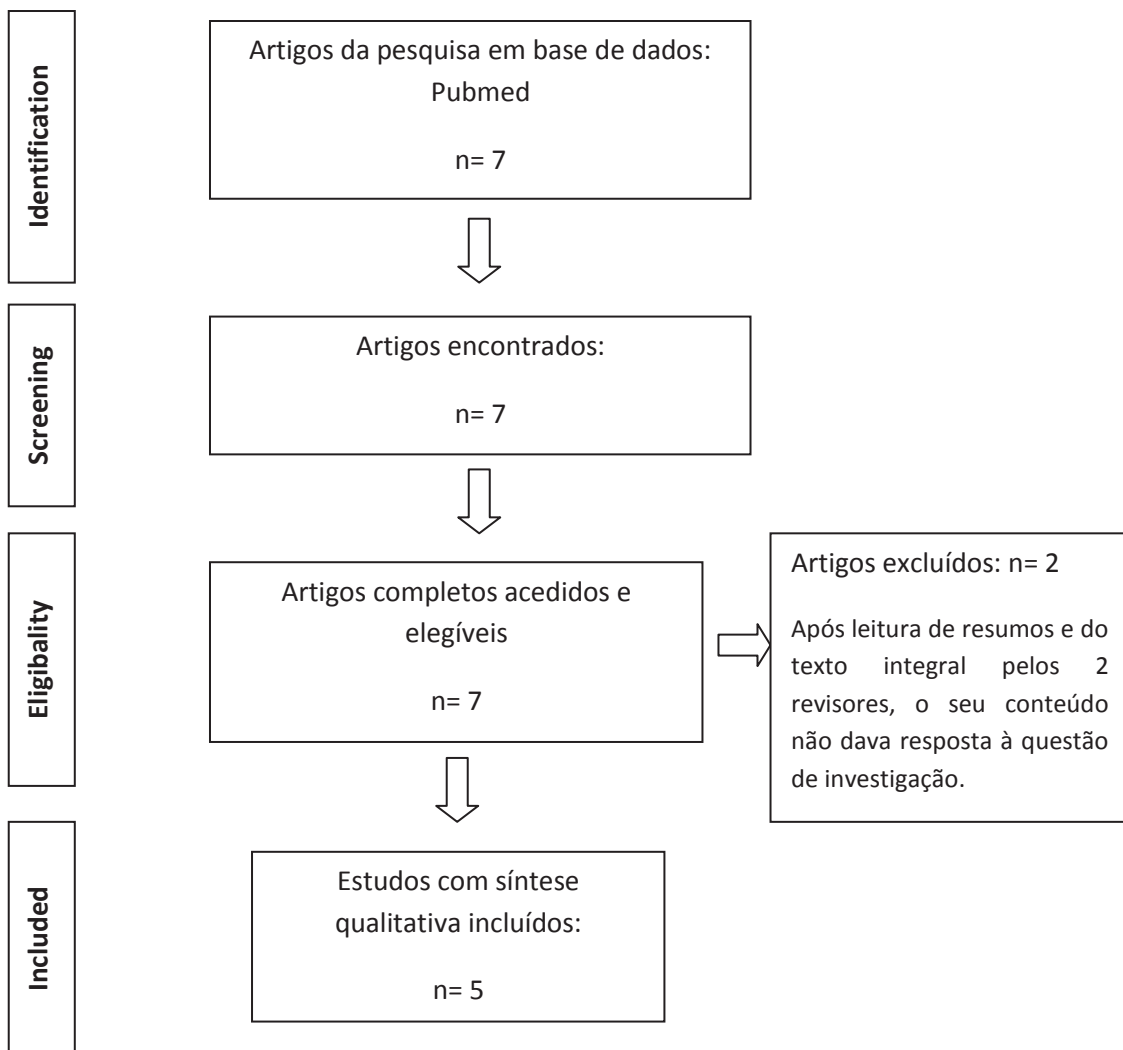 Identification
Artigos da pesquisa em base de dados:
Pubmed
n= 7
Screening
Artigos encontrados:
n= 7
Eligibality
Artigos completos acedidos e
elegíveis
n= 7
Artigos excluídos: n= 2
Após leitura de resumos e do
texto integral pelos 2
revisores, o seu conteúdo
não dava resposta à questão
de investigação.
Included
Estudos com síntese
qualitativa incluídos:
n= 5